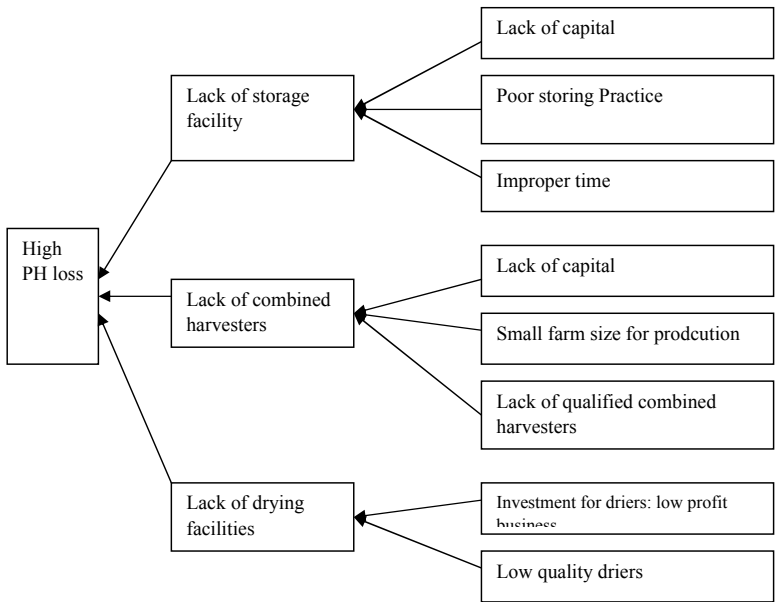 Lack of capital
Lack of storage
facility
Poor storing Practice
Improper time
High
PH loss
Lack of combined
harvesters
Lack of capital
Small farm size for prodcution
Lack of qualified combined
harvesters
Lack of drying
facilities
Investment for driers: low profit
business
Low quality driers